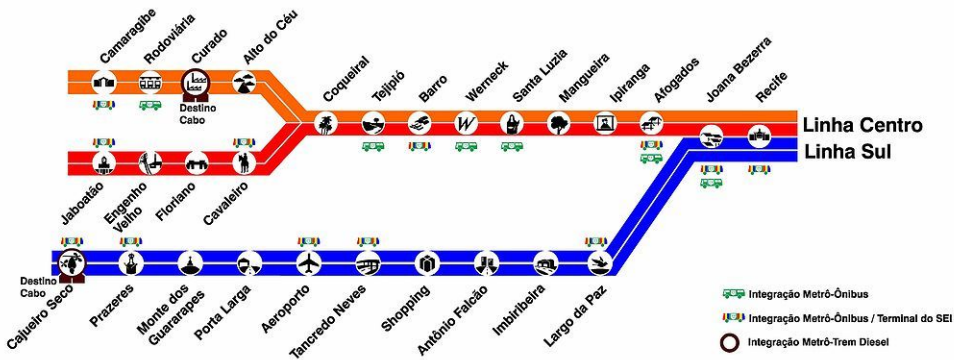 Camaragibe
Rodoviária
Curado
Alto do Céu
Destino
Cabo
Coqueiral
Tejipió
Barro
Werneck
Santa Luzia
Mangueira
Ipiranga
Afogados
Joana Bezerra
Recife
W
Linha Centro
Linha Sul
Jaboatão
Engenho
Velho
Floriano
Cavaleiro
Destino
Cabo
Cajueiro Seco
Prazeres
Monte dos
Guararapes
Porta Larga
Aeroporto
Tancredo Neves
Shopping
Antônio Falcão
Imbiribeira
Largo da Paz
Integração Metrô-Ônibus
Integração Metrô-Ônibus / Terminal do SEI
Integração Metrô-Trem Diesel